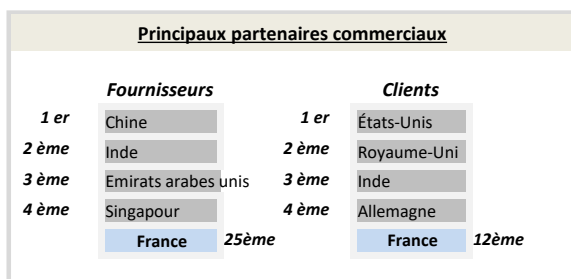 Principaux partenaires commerciaux
Fournisseurs Clients
1 er Chine 1 er États-Unis
2 ème Inde 2 ème Royaume-Uni
3 ème Emirats arabes unis 3 ème Inde
4 ème Singapour 4 ème Allemagne
France 25ème France 12ème